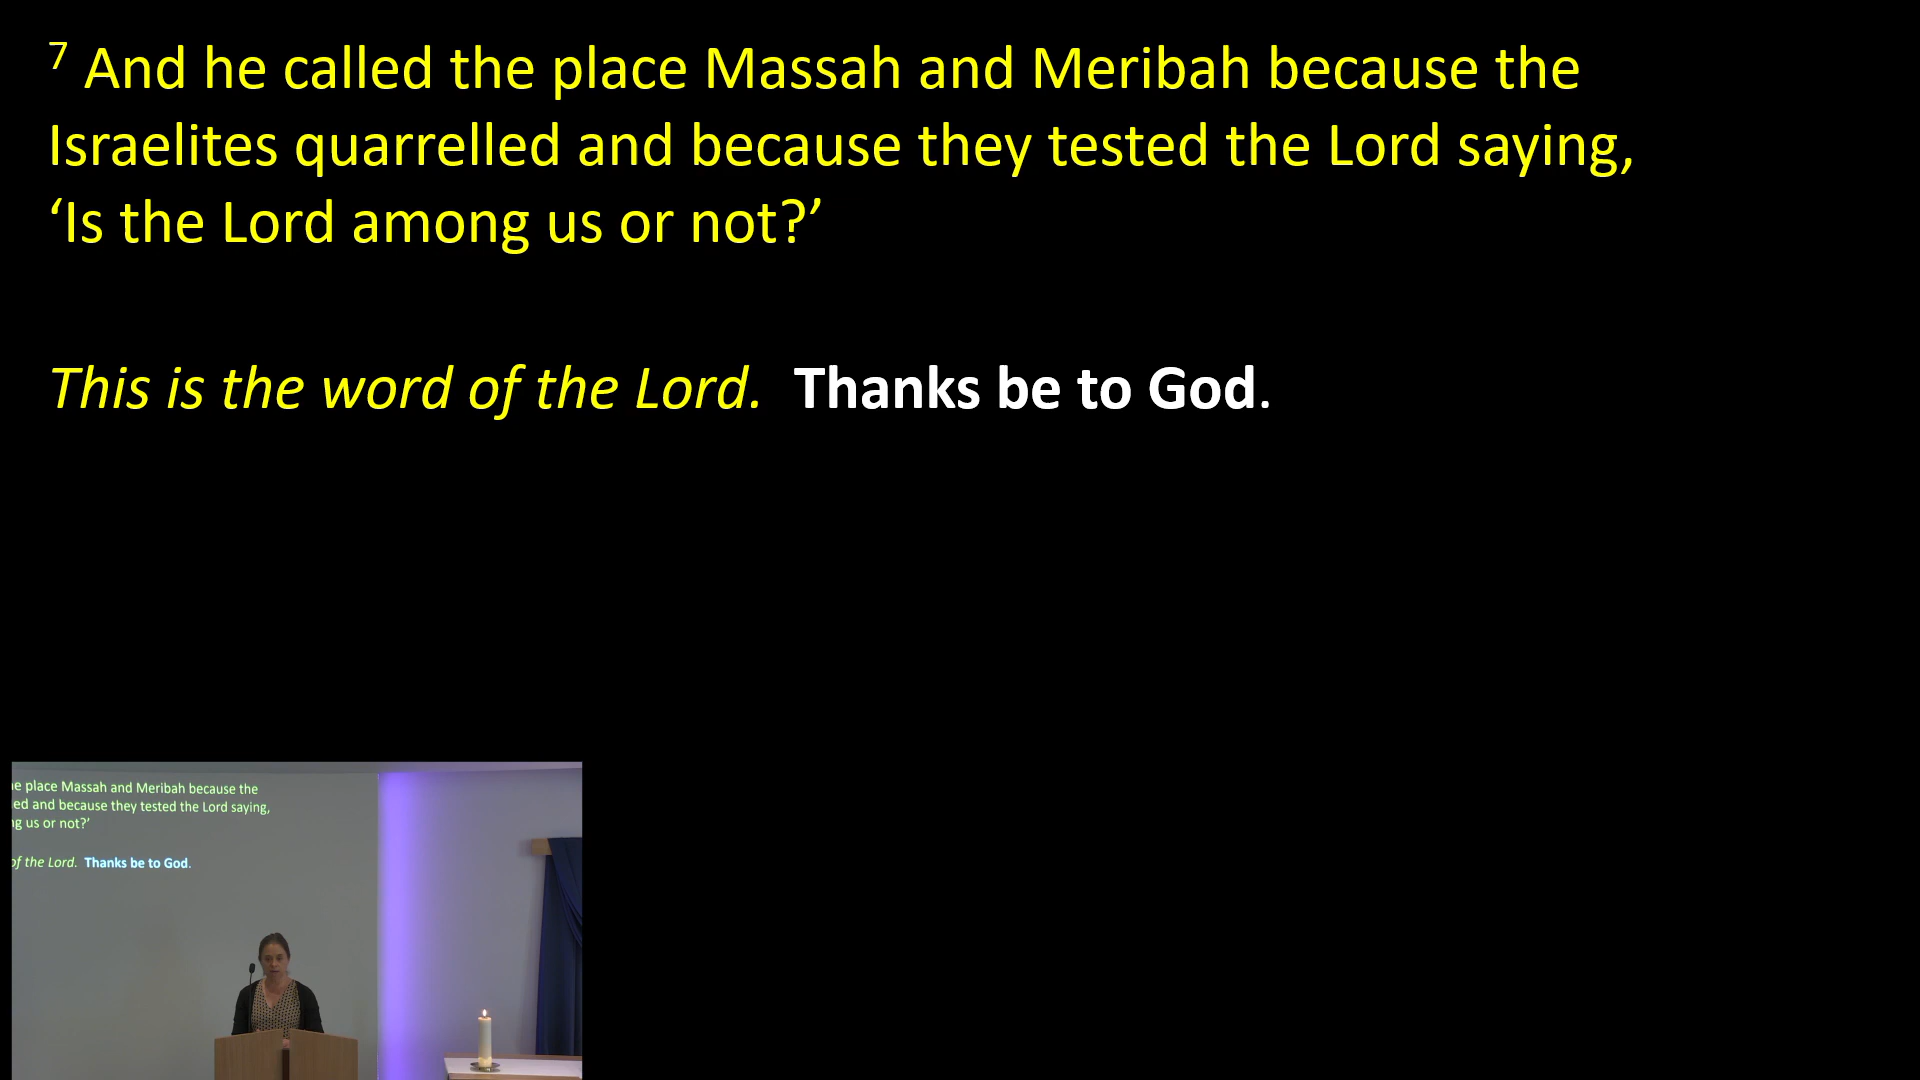 7 And he called the place Massah and Meribah because the
Israelites quarrelled and because they tested the Lord saying,
‘Is the Lord among us or not?’
This is the word of the Lord.  Thanks be to God.
e place Massah and Meribah because the
ed and because they tested the Lord saying,
g us or not?’
of the Lord.  Thanks be to God.